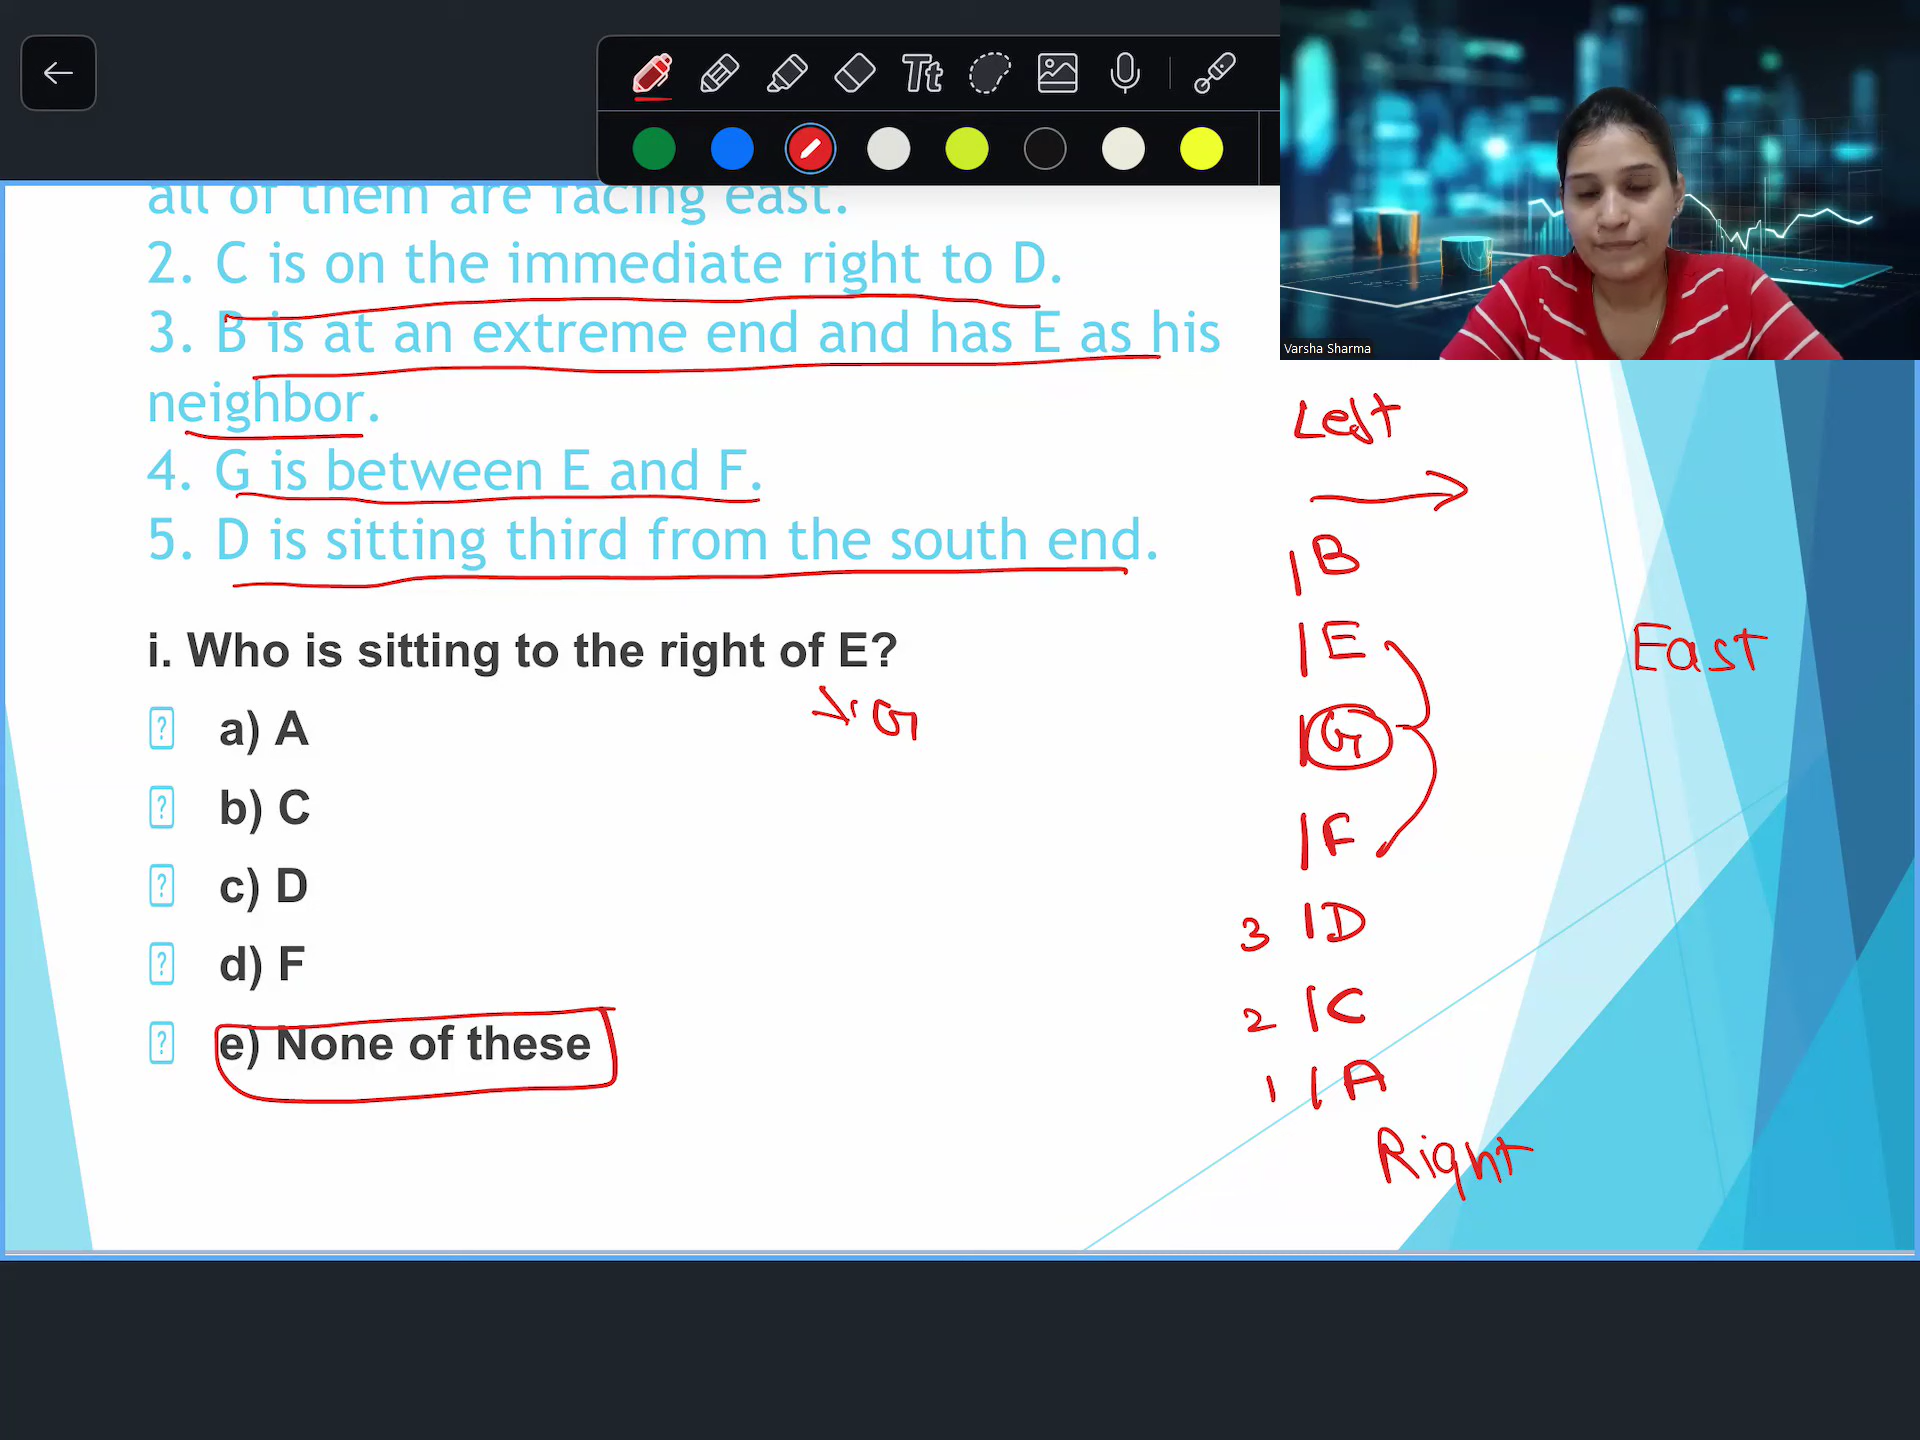 Tt
all of them are facing east.
2. C is on the immediate right to D.
3. B is at an extreme end and has E as his
neighbor.
4. G is between E and F.
5. D is sitting third from the south end.
i. Who is sitting to the right of E?
G
? a) A
? b) C
? c) D
? d) F
? e) None of these
Varsha Sharma
Left
B
E
East
G
F
3 D
2 C
1 A
Right